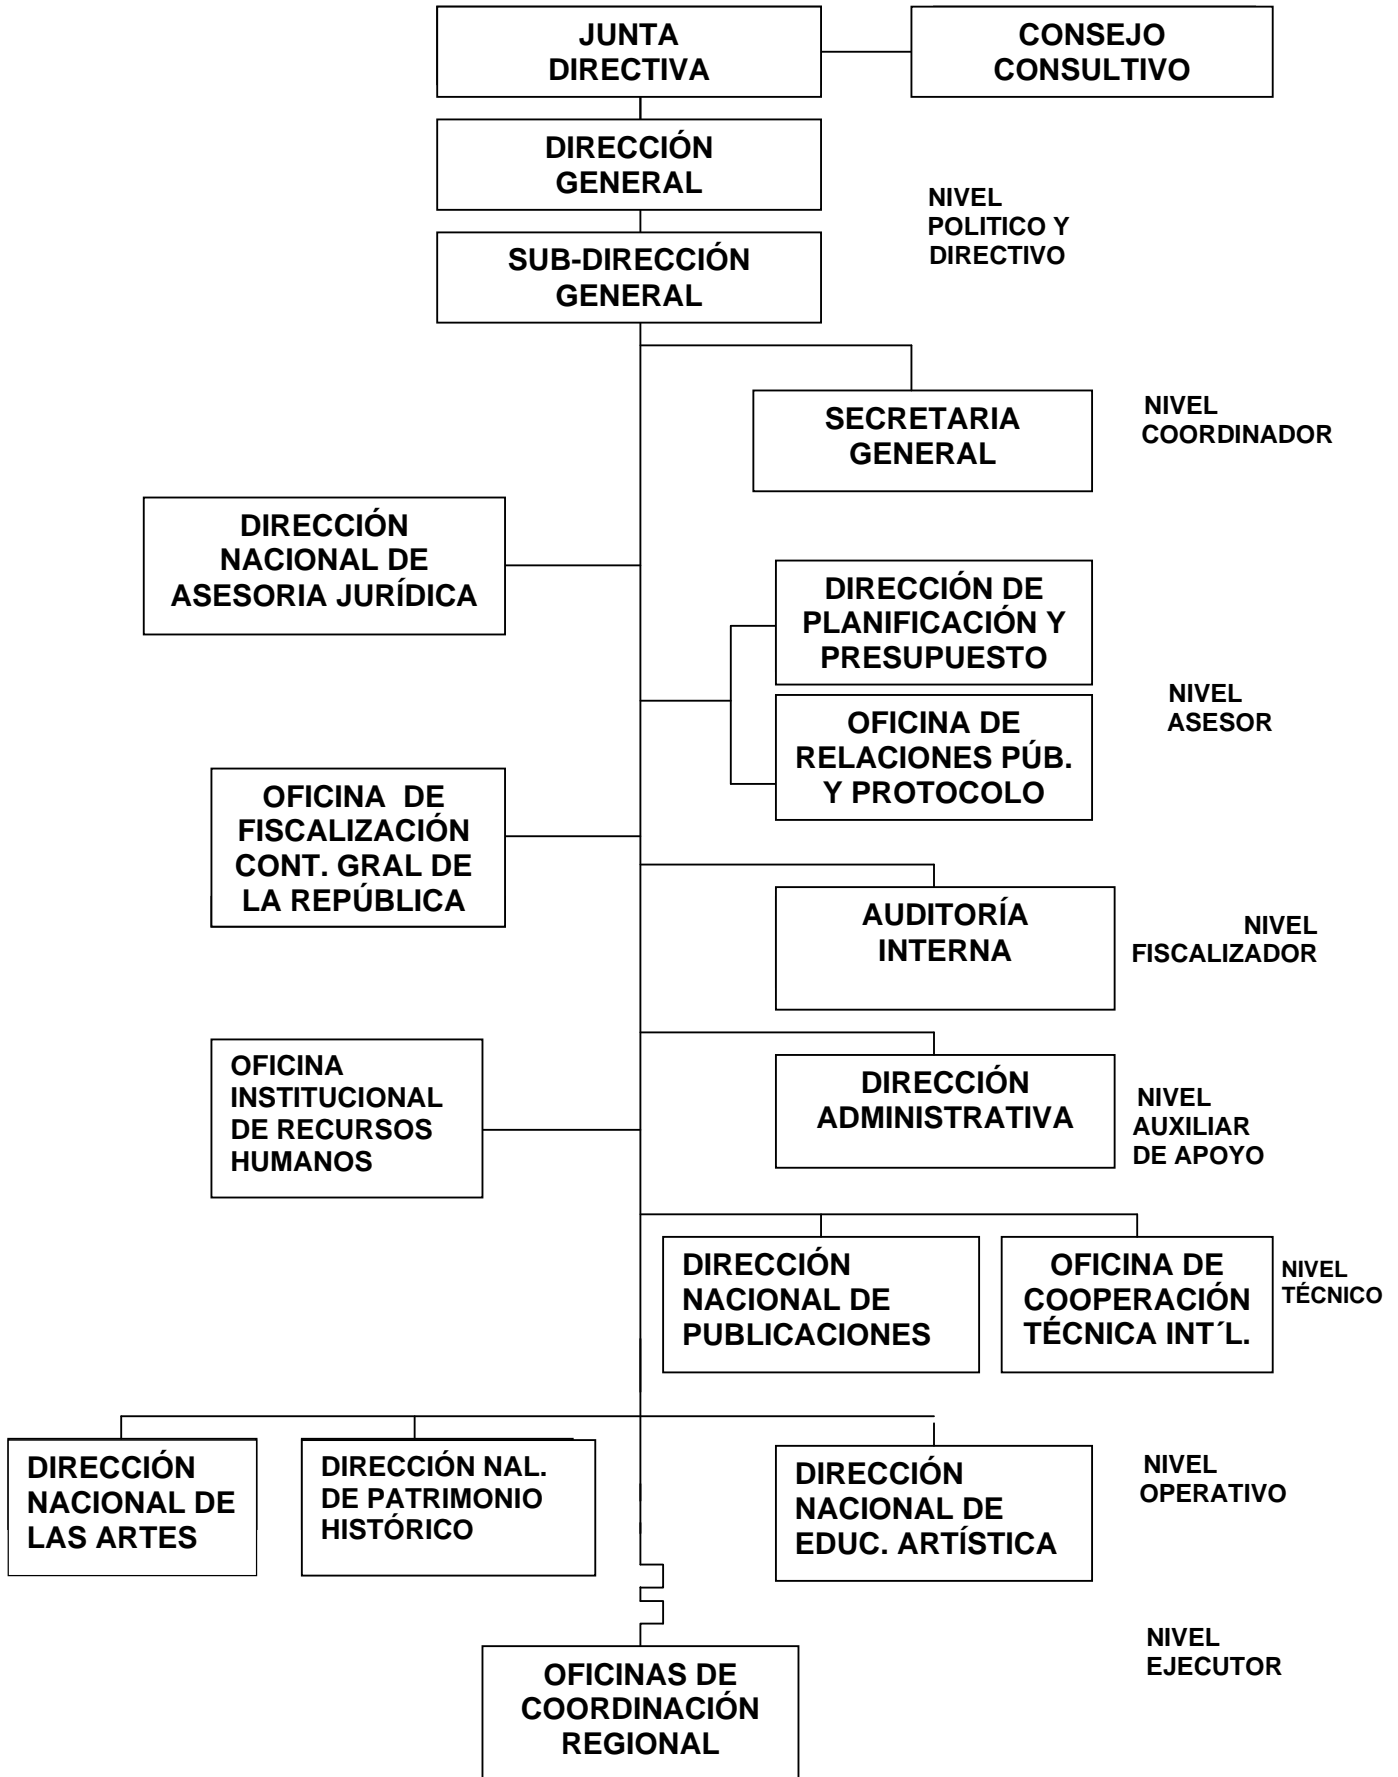 JUNTA
DIRECTIVA
CONSEJO
CONSULTIVO
DIRECCIÓN
GENERAL
NIVEL
POLITICO Y
DIRECTIVO
SUB-DIRECCIÓN
GENERAL
SECRETARIA
GENERAL
NIVEL
COORDINADOR
DIRECCIÓN
NACIONAL DE
ASESORIA JURÍDICA
DIRECCIÓN DE
PLANIFICACIÓN Y
PRESUPUESTO
NIVEL
ASESOR
OFICINA DE
RELACIONES PÚB.
Y PROTOCOLO
OFICINA DE
FISCALIZACIÓN
CONT. GRAL DE
LA REPÚBLICA
AUDITORÍA
INTERNA
NIVEL
FISCALIZADOR
OFICINA
INSTITUCIONAL
DE RECURSOS
HUMANOS
DIRECCIÓN
ADMINISTRATIVA
NIVEL
AUXILIAR
DE APOYO
DIRECCIÓN
NACIONAL DE
PUBLICACIONES
OFICINA DE
COOPERACIÓN
TÉCNICA INT´L.
NIVEL
TÉCNICO
DIRECCIÓN
NACIONAL DE
LAS ARTES
DIRECCIÓN NAL.
DE PATRIMONIO
HISTÓRICO
DIRECCIÓN
NACIONAL DE
EDUC. ARTÍSTICA
NIVEL
OPERATIVO
NIVEL
EJECUTOR
OFICINAS DE
COORDINACIÓN
REGIONAL